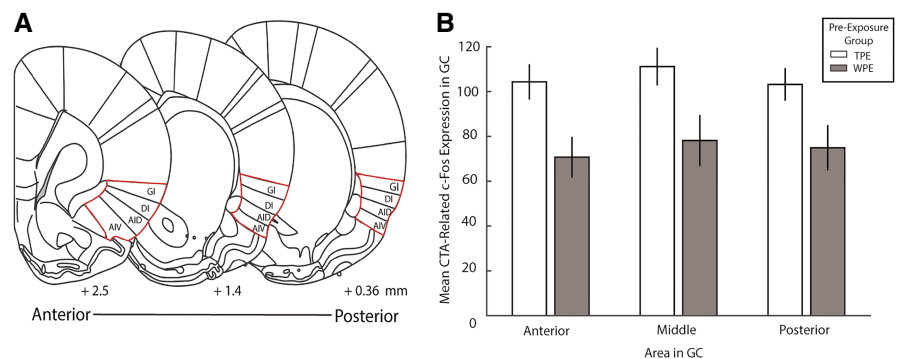 A
GI
DI
AID
AIV
GI
DI
AID
AIV
GI
DI
AID
AIV
+ 2.5
+ 1.4
+ 0.36 mm
Anterior
Posterior
B
Mean CTA-Related c-Fos Expression in GC
120
100
80
60
40
20
0
Pre-Exposure
Group
TPE
WPE
Anterior
Middle
Posterior
Area in GC